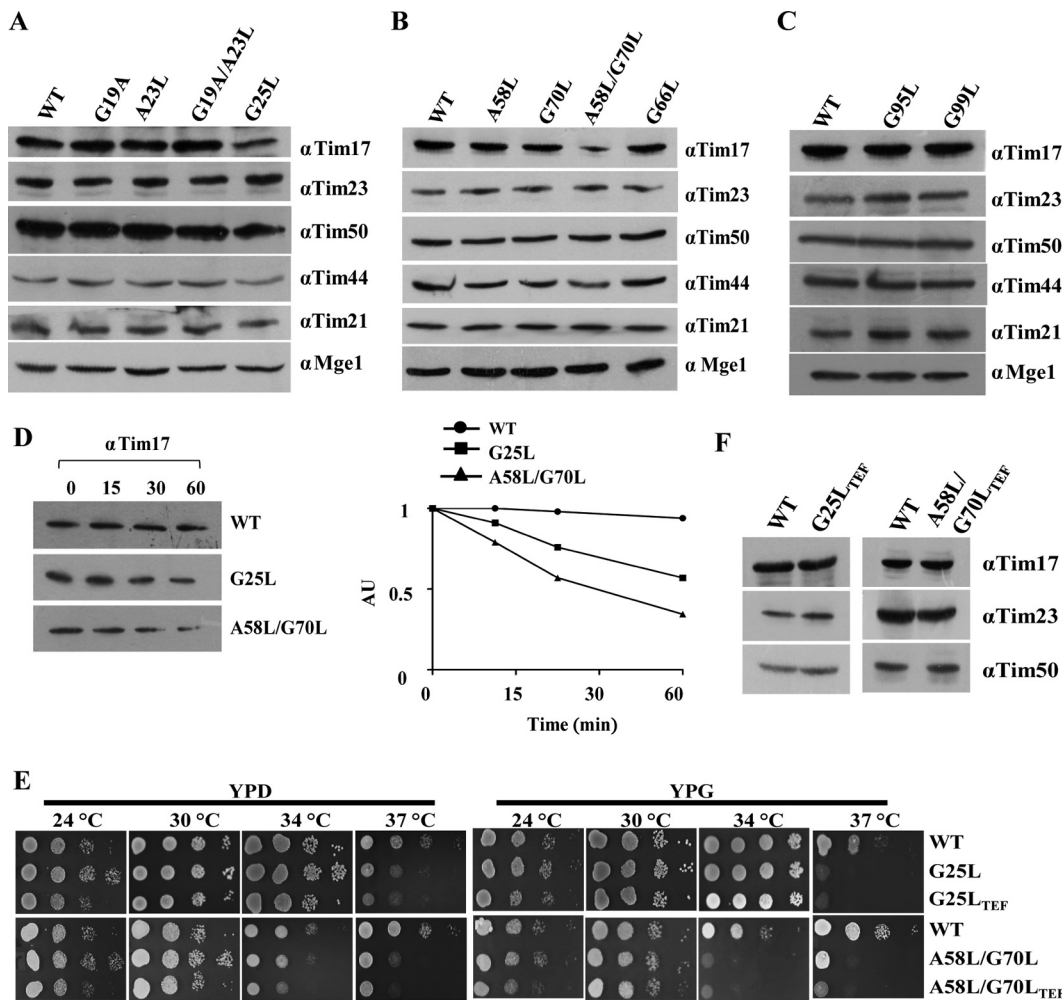 A
WT G19A A23L G19A/A23L G25L
αTim17
αTim23
αTim50
αTim44
αTim21
α Mge1
B
WT A58L G70L A58L/G70L G66L
αTim17
αTim23
αTim50
αTim44
αTim21
α Mge1
C
WT G95L G99L
αTim17
αTim23
αTim50
αTim44
αTim21
α Mge1
D
α Tim17
0 15 30 60
WT
G25L
A58L/G70L
WT
G25L
A58L/G70L
1
0.5
0
AU
0 15 30 60
Time (min)
F
WT G25LTEF WT A58L/
G70LTEF
αTim17
αTim23
αTim50
E
YPD YPG
24 °C 30 °C 34 °C 37 °C 24 °C 30 °C 34 °C 37 °C
WT
G25L
G25LTEF
WT
A58L/G70L
A58L/G70LTEF